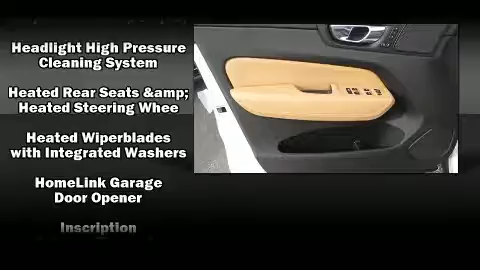 Headlight High Pressure
Cleaning System
Heated Rear Seats &amp;
Heated Steering Whee
Heated Wiperblades
with Integrated Washers
HomeLink Garage
Door Opener
Inscription